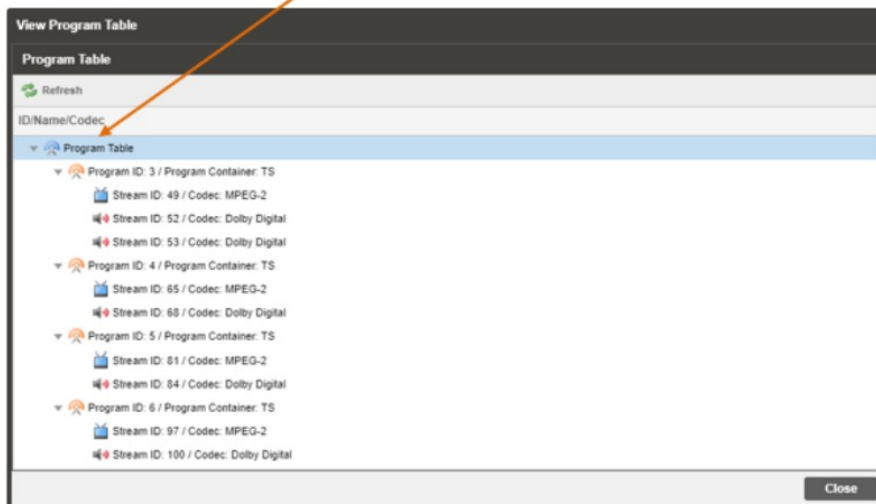 View Program Table
Program Table
Refresh
ID/Name/Codec
Program Table
Program ID: 3 / Program Container: TS
Stream ID: 49 / Codec: MPEG-2
Stream ID: 52 / Codec: Dolby Digital
Stream ID: 53 / Codec: Dolby Digital
Program ID: 4 / Program Container: TS
Stream ID: 65 / Codec: MPEG-2
Stream ID: 68 / Codec: Dolby Digital
Program ID: 5 / Program Container: TS
Stream ID: 81 / Codec: MPEG-2
Stream ID: 84 / Codec: Dolby Digital
Program ID: 6 / Program Container: TS
Stream ID: 97 / Codec: MPEG-2
Stream ID: 100 / Codec: Dolby Digital
Close